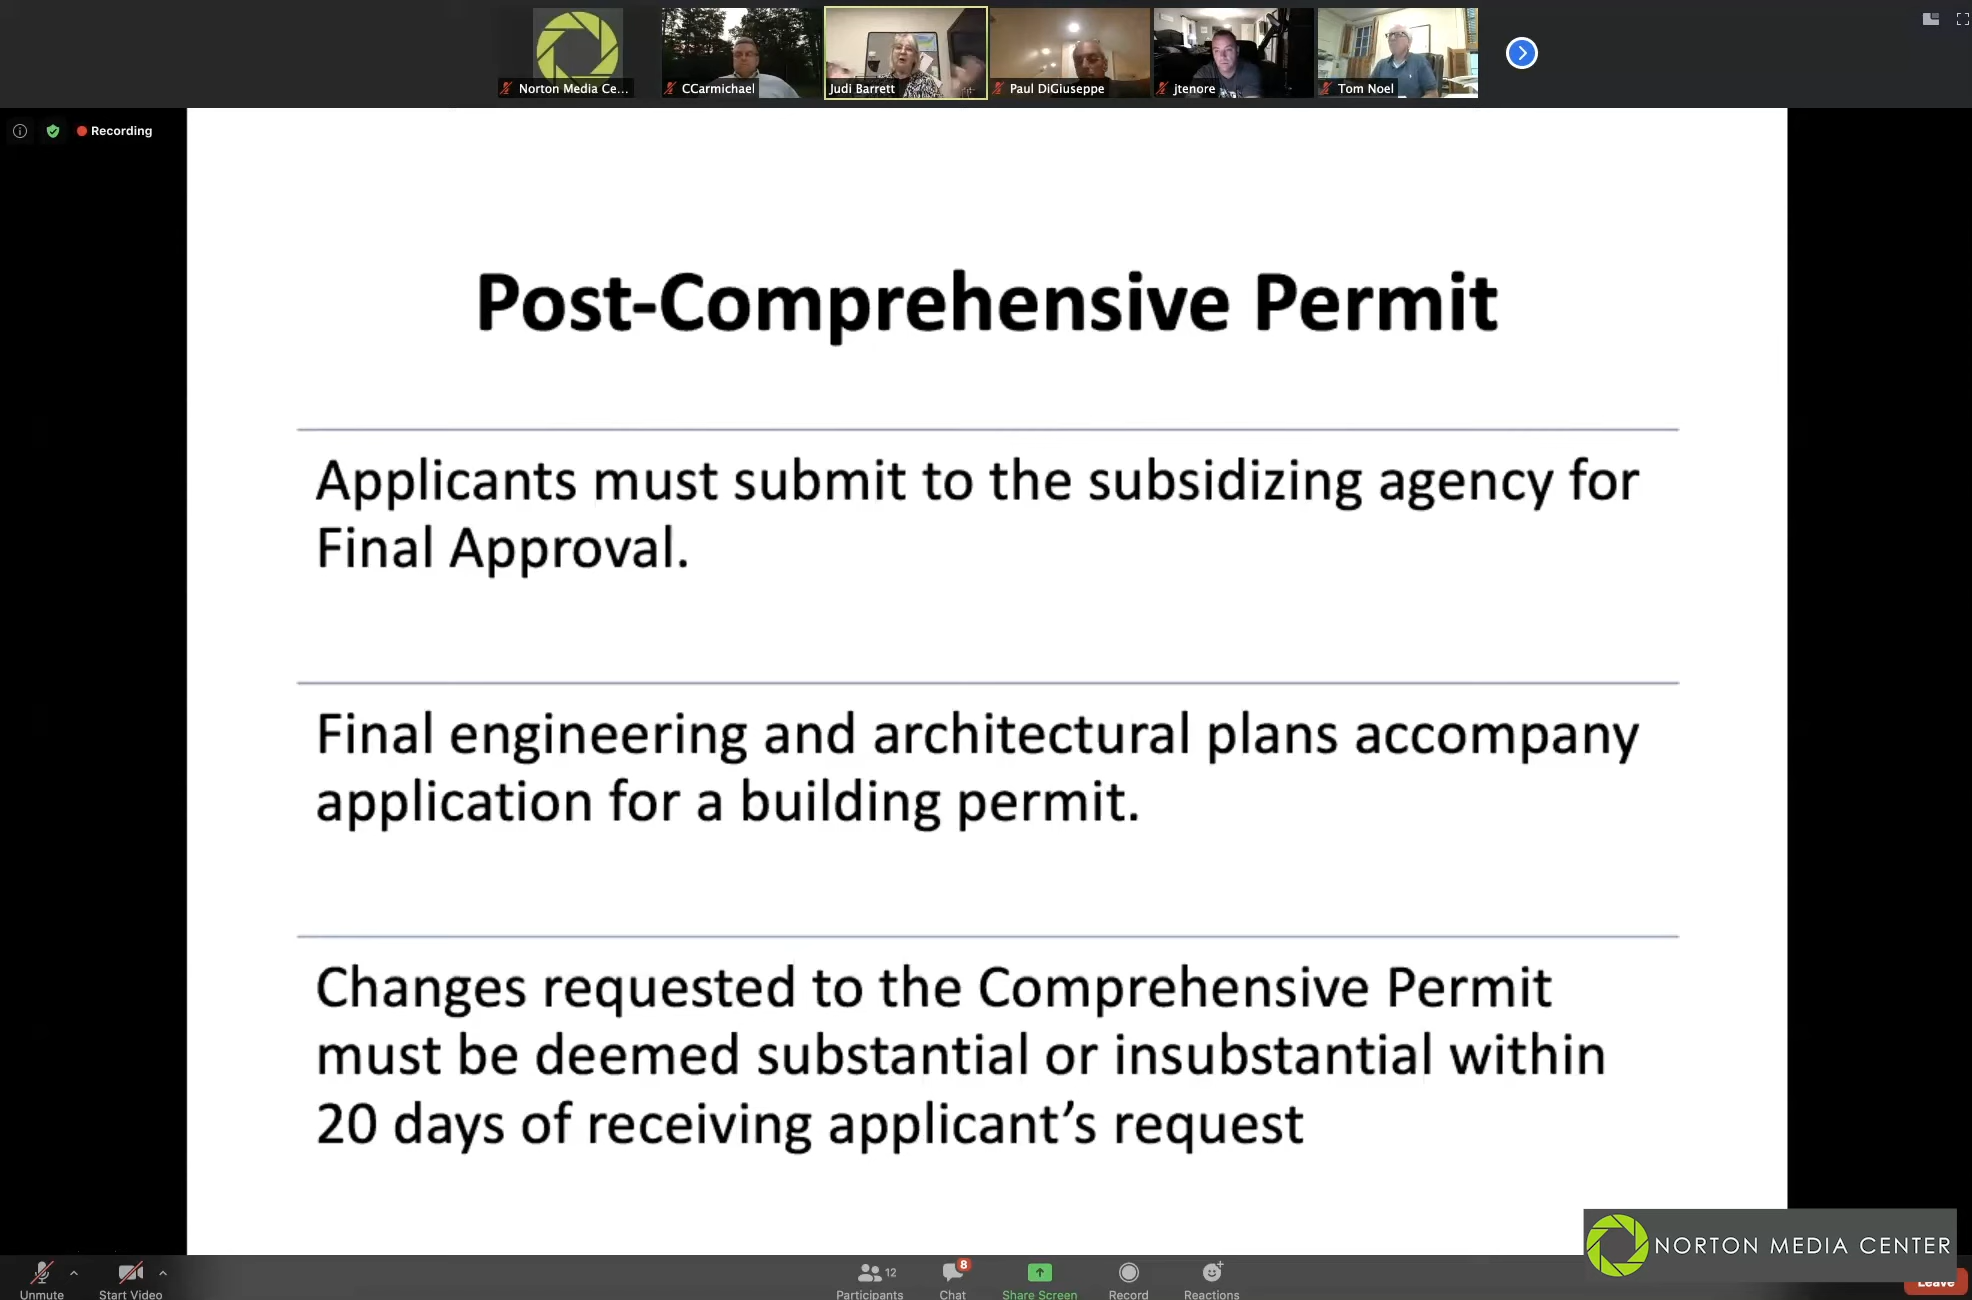 Norton Media Ce...
CCarmichael
Judi Barrett
Paul DiGiuseppe
jtenore
Tom Noel
Recording
Post-Comprehensive Permit
Applicants must submit to the subsidizing agency for
Final Approval.
Final engineering and architectural plans accompany
application for a building permit.
Changes requested to the Comprehensive Permit
must be deemed substantial or insubstantial within
20 days of receiving applicant’s request
NORTON MEDIA CENTER
Unmute
Start Video
12
Participants
8
Chat
Share Screen
Record
Reactions
Leave